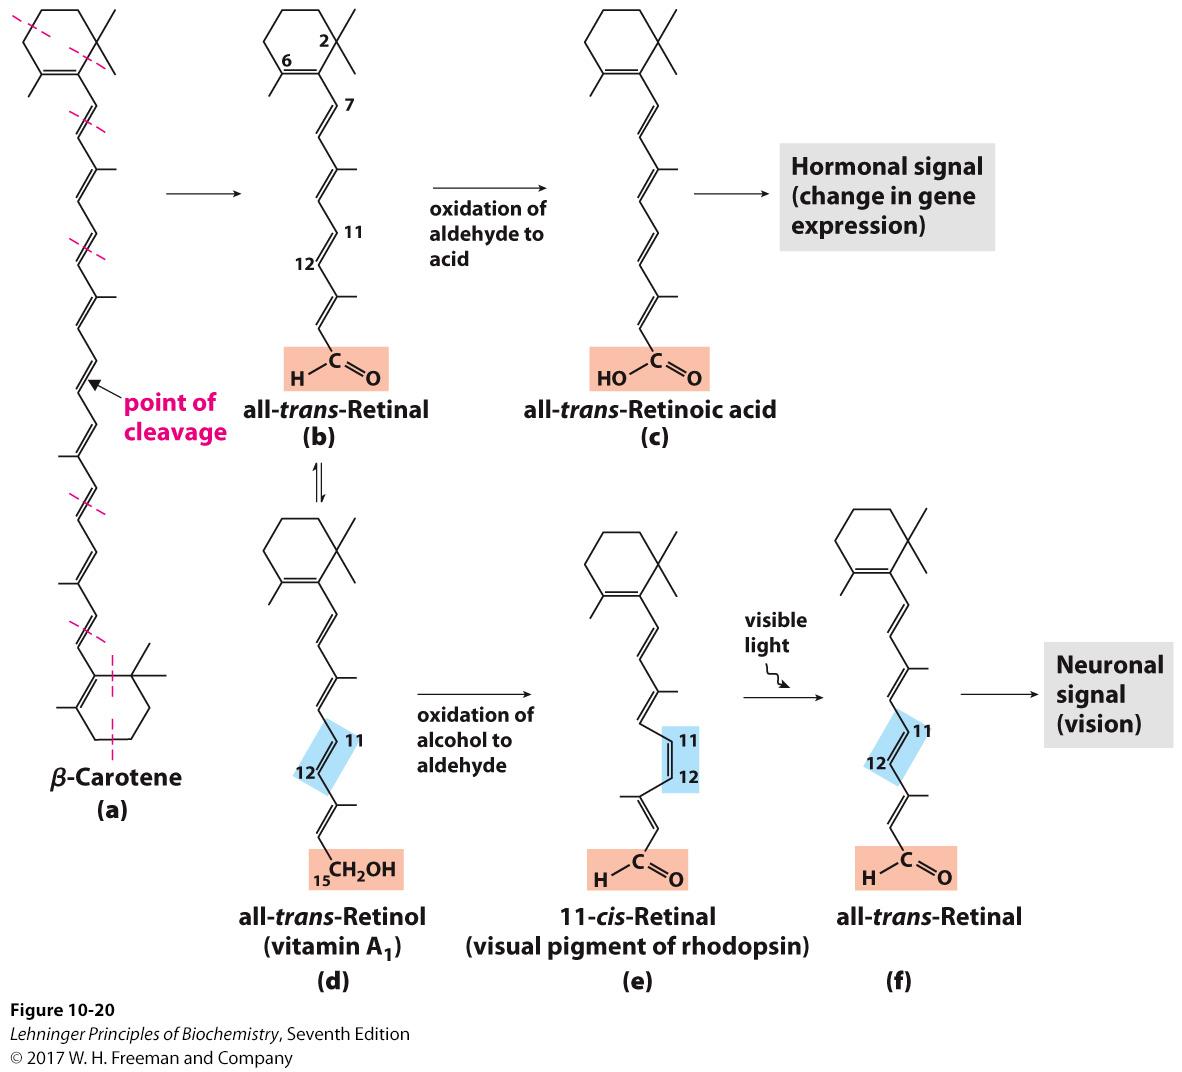 2
6
7
11
12
H
C
O
oxidation of
aldehyde to
acid
HO
C
O
Hormonal signal
(change in gene
expression)
point of
cleavage
all-trans-Retinal
(b)
all-trans-Retinoic acid
(c)
β-Carotene
(a)
11
12
15CH₂OH
all-trans-Retinol
(vitamin A₁)
(d)
oxidation of
alcohol to
aldehyde
11
12
H
C
O
11-cis-Retinal
(visual pigment of rhodopsin)
(e)
visible
light
11
12
H
C
O
all-trans-Retinal
(f)
Neuronal
signal
(vision)
Figure 10-20
Lehninger Principles of Biochemistry, Seventh Edition
© 2017 W. H. Freeman and Company